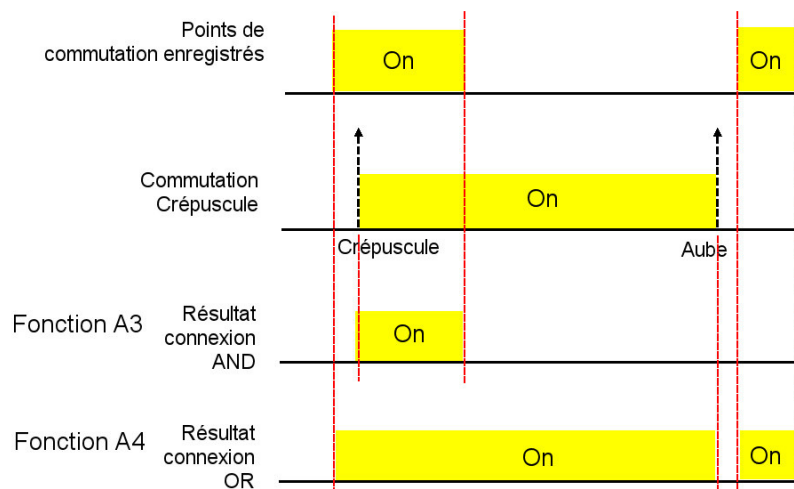 Points de
commutation enregistrés
On
On
Commutation
Crépuscule
On
Crépuscule
Aube
Fonction A3
Résultat
connexion
AND
On
Fonction A4
Résultat
connexion
OR
On
On